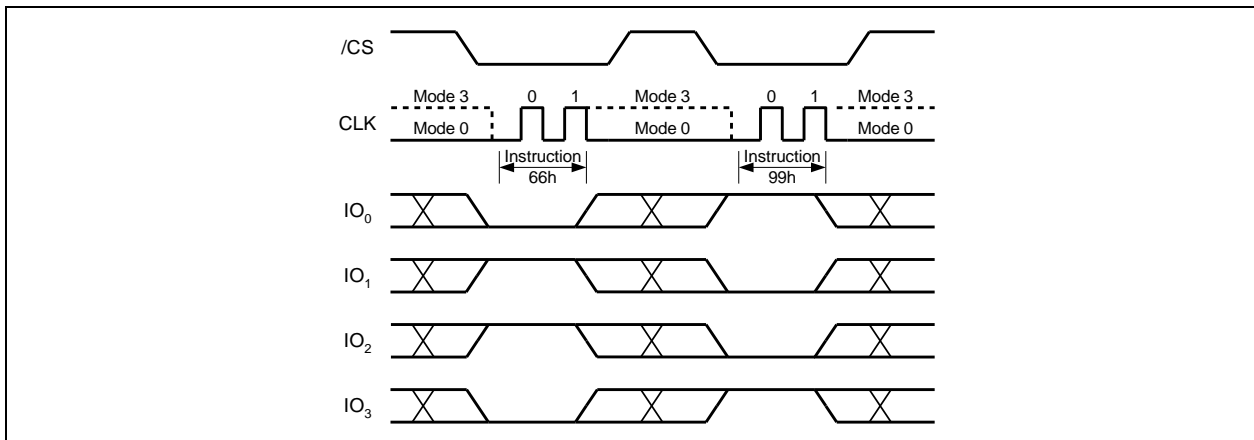 /CS
Mode 3 0 1 Mode 3 0 1 Mode 3
CLK Mode 0 Mode 0 Mode 0
Instruction Instruction
66h 99h
IO0
IO1
IO2
IO3